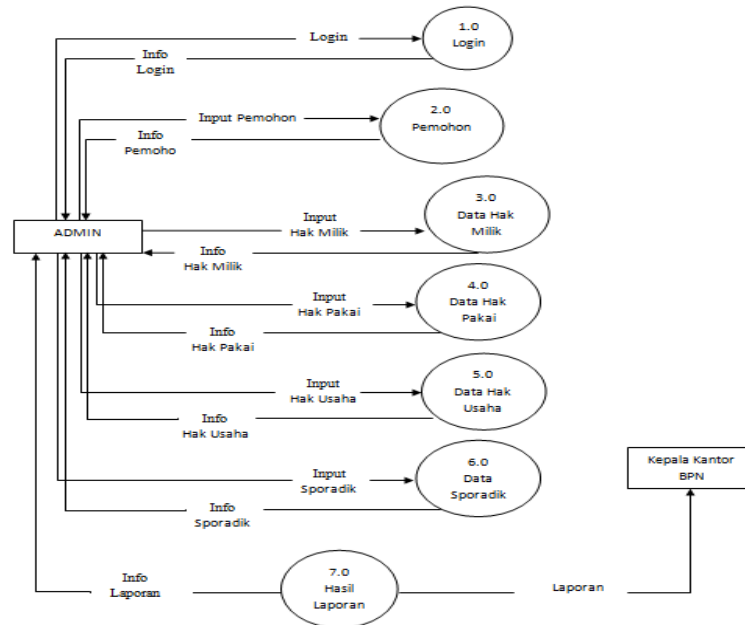 Login
1.0
Login
Info
Login
Input Pemohon
2.0
Pemohon
Info
Pemoho
ADMIN
Input
Hak Milik
3.0
Data Hak
Milik
Info
Hak Milik
Input
Hak Pakai
4.0
Data Hak
Pakai
Info
Hak Pakai
Input
Hak Usaha
5.0
Data Hak
Usaha
Info
Hak Usaha
Input
Sporadik
6.0
Data
Sporadik
Info
Sporadik
Kepala Kantor
BPN
Info
Laporan
7.0
Hasil
Laporan
Laporan